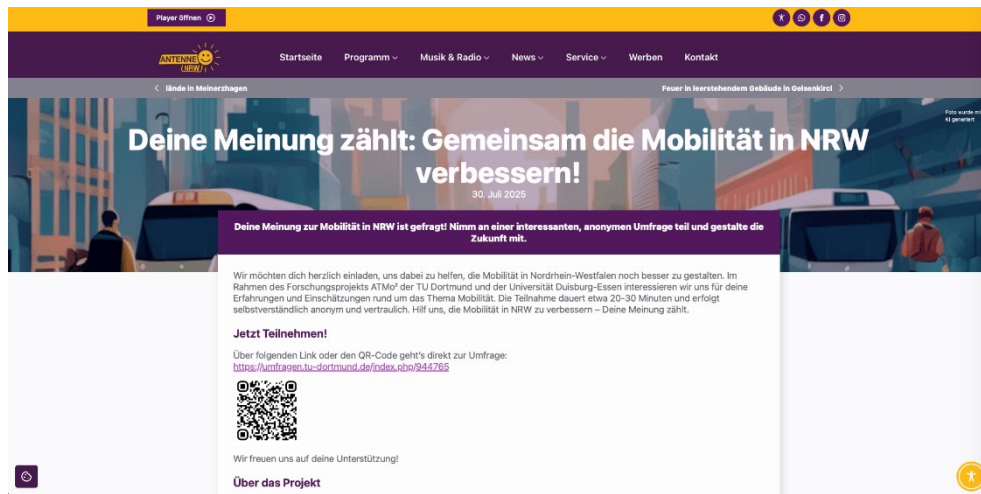 Player öffnen
ANTENNE
NRW
Startseite
Programm
Musik & Radio
News
Service
Werben
Kontakt
lände in Meinerzhagen
Feuer in leerstehendem Gebäude in Gelsenkirc
Foto wurde mi
KI generiert
Deine Meinung zählt: Gemeinsam die Mobilität in NRW
verbessern!
30. Juli 2025
Deine Meinung zur Mobilität in NRW ist gefragt! Nimm an einer interessanten, anonymen Umfrage teil und gestalte die
Zukunft mit.
Wir möchten dich herzlich einladen, uns dabei zu helfen, die Mobilität in Nordrhein-Westfalen noch besser zu gestalten. Im
Rahmen des Forschungsprojekts ATMo² der TU Dortmund und der Universität Duisburg-Essen interessieren wir uns für deine
Erfahrungen und Einschätzungen rund um das Thema Mobilität. Die Teilnahme dauert etwa 20-30 Minuten und erfolgt
selbstverständlich anonym und vertraulich. Hilf uns, die Mobilität in NRW zu verbessern – Deine Meinung zählt.
Jetzt Teilnehmen!
Über folgenden Link oder den QR-Code geht's direkt zur Umfrage:
https://umfragen.tu-dortmund.de/index.php/944765
Wir freuen uns auf deine Unterstützung!
Über das Projekt